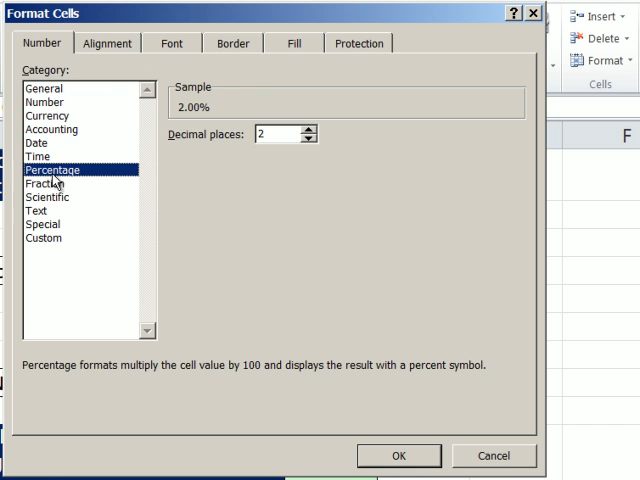 Format Cells
Insert
Delete
Format
Cells
Number Alignment Font Border Fill Protection
Category:
General
Number
Currency
Accounting
Date
Time
Percentage
Fraction
Scientific
Text
Special
Custom
Sample
2.00%
Decimal places: 2
F
Percentage formats multiply the cell value by 100 and displays the result with a percent symbol.
OK Cancel